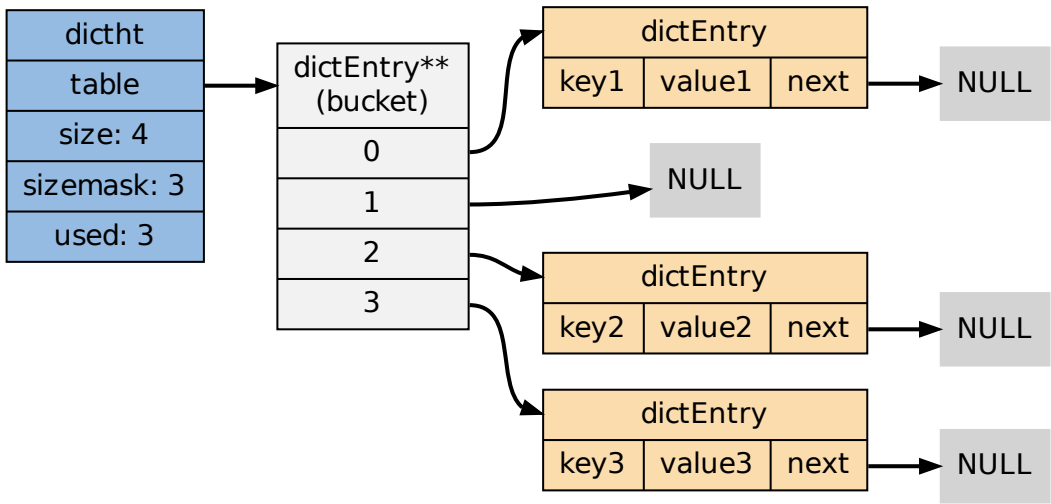 dictht
table
size: 4
sizemask: 3
used: 3
dictEntry**
(bucket)
0
1
2
3
dictEntry
key1 value1 next
NULL
NULL
dictEntry
key2 value2 next
NULL
dictEntry
key3 value3 next
NULL